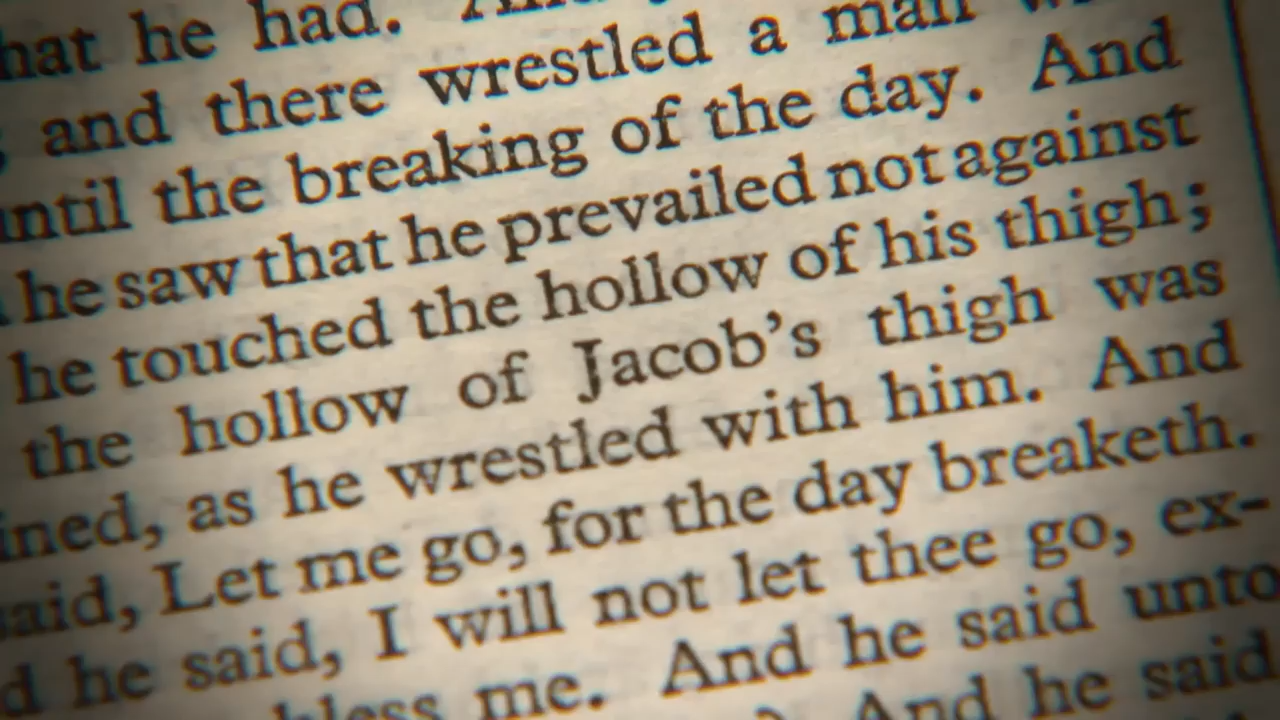 hat he had. And
and there wrestled a man
until the breaking of the day. And
he saw that he prevailed not against
he touched the hollow of his thigh;
the hollow of Jacob's thigh was
ined, as he wrestled with him. And
said, Let me go, for the day breaketh.
d he said, I will not let thee go, ex-
bless me. And he said unto
And he said